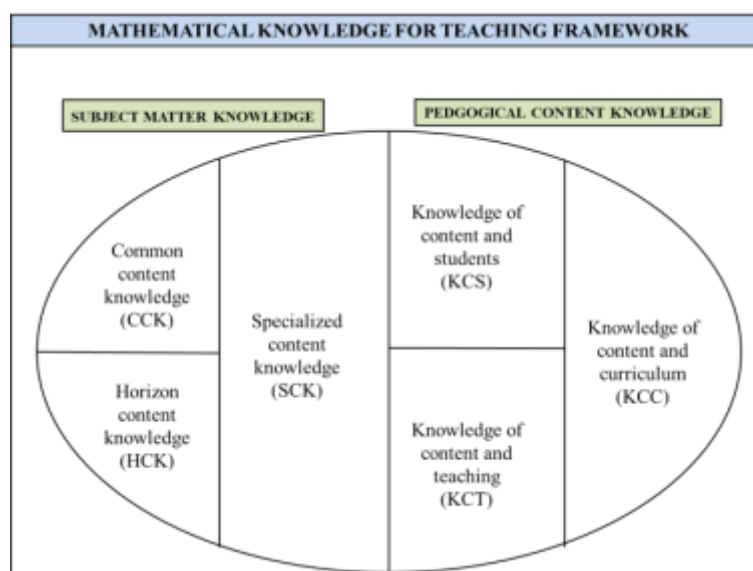 MATHEMATICAL KNOWLEDGE FOR TEACHING FRAMEWORK
SUBJECT MATTER KNOWLEDGE
PEDGOGICAL CONTENT KNOWLEDGE
Common
content
knowledge
(CCK)
Horizon
content
knowledge
(HCK)
Specialized
content
knowledge
(SCK)
Knowledge of
content and
students
(KCS)
Knowledge of
content and
teaching
(KCT)
Knowledge of
content and
curriculum
(KCC)